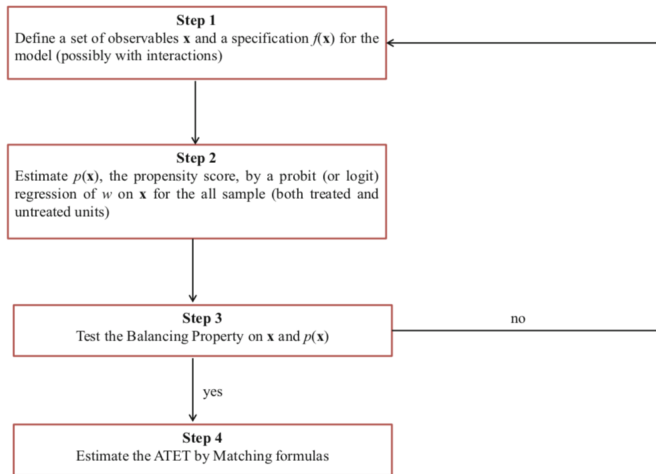 Step 1
Define a set of observables x and a specification f(x) for the
model (possibly with interactions)
Step 2
Estimate p(x), the propensity score, by a probit (or logit)
regression of w on x for the all sample (both treated and
untreated units)
Step 3
Test the Balancing Property on x and p(x)
no
yes
Step 4
Estimate the ATET by Matching formulas